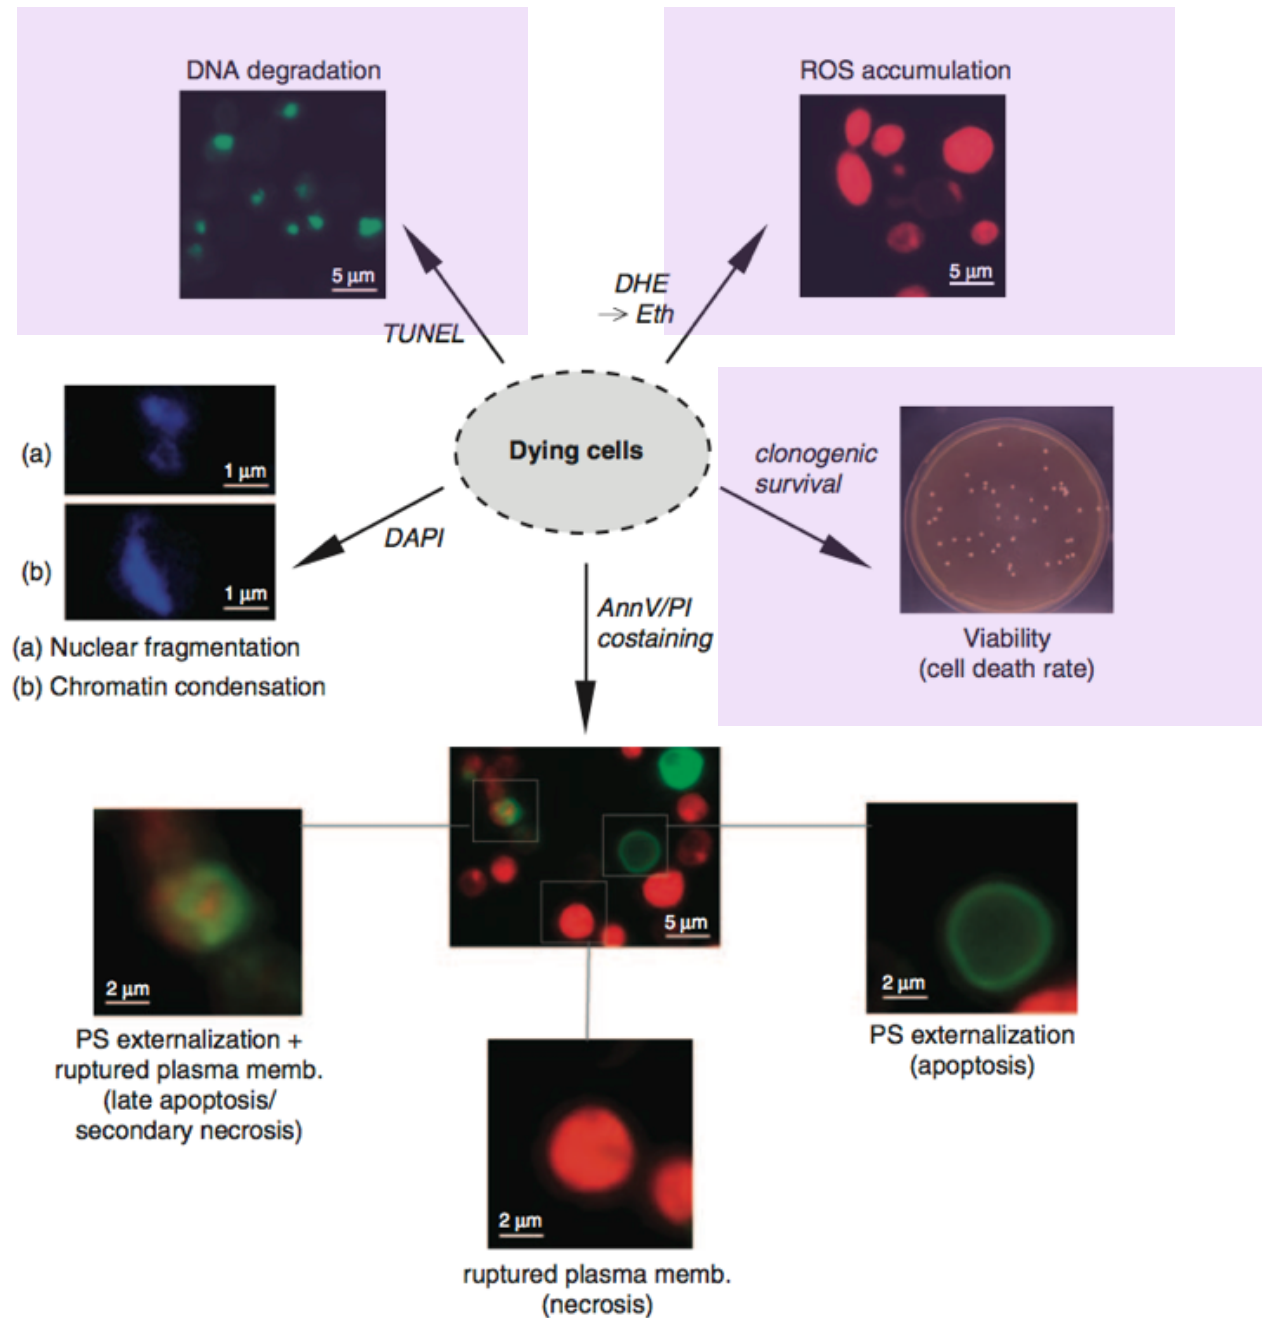 DNA degradation
5 µm
ROS accumulation
5 µm
TUNEL
DHE
→ Eth
Dying cells
(a)
1 µm
(b)
1 µm
DAPI
(a) Nuclear fragmentation
(b) Chromatin condensation
clonogenic
survival
Viability
(cell death rate)
AnnV/PI
costaining
5 µm
2 µm
PS externalization +
ruptured plasma memb.
(late apoptosis/
secondary necrosis)
2 µm
ruptured plasma memb.
(necrosis)
2 µm
PS externalization
(apoptosis)